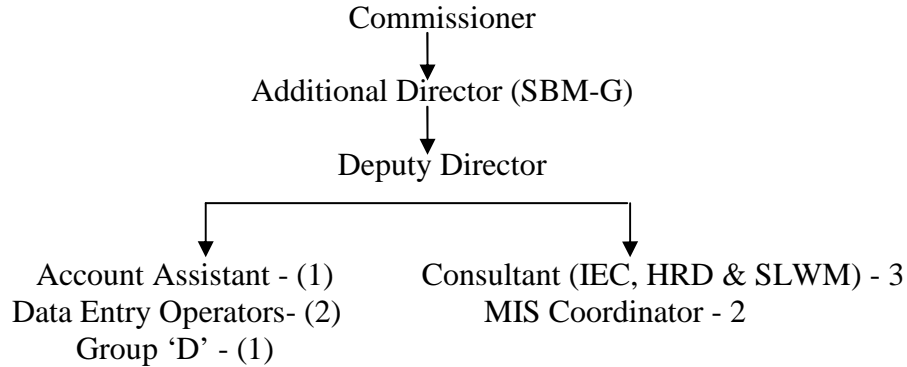 Commissioner
Additional Director (SBM-G)
Deputy Director
Account Assistant - (1)
Data Entry Operators- (2)
Group ‘D’ - (1)
Consultant (IEC, HRD & SLWM) - 3
MIS Coordinator - 2